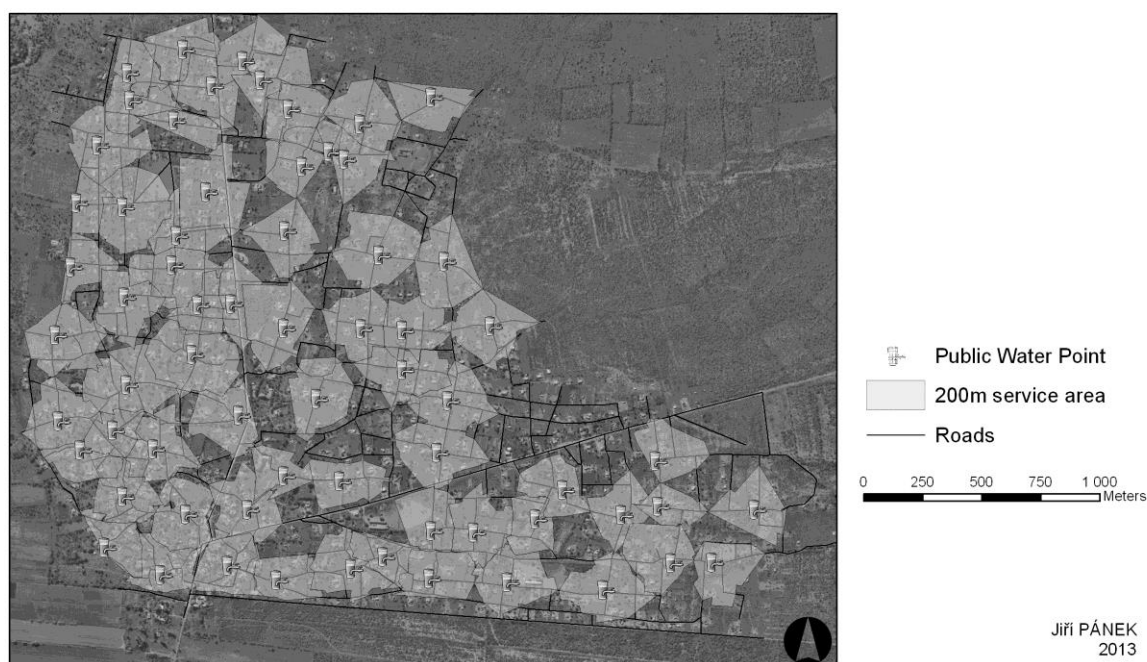 Public Water Point
200m service area
Roads
0 250 500 750 1 000
Meters
Jiří PÁNEK
2013